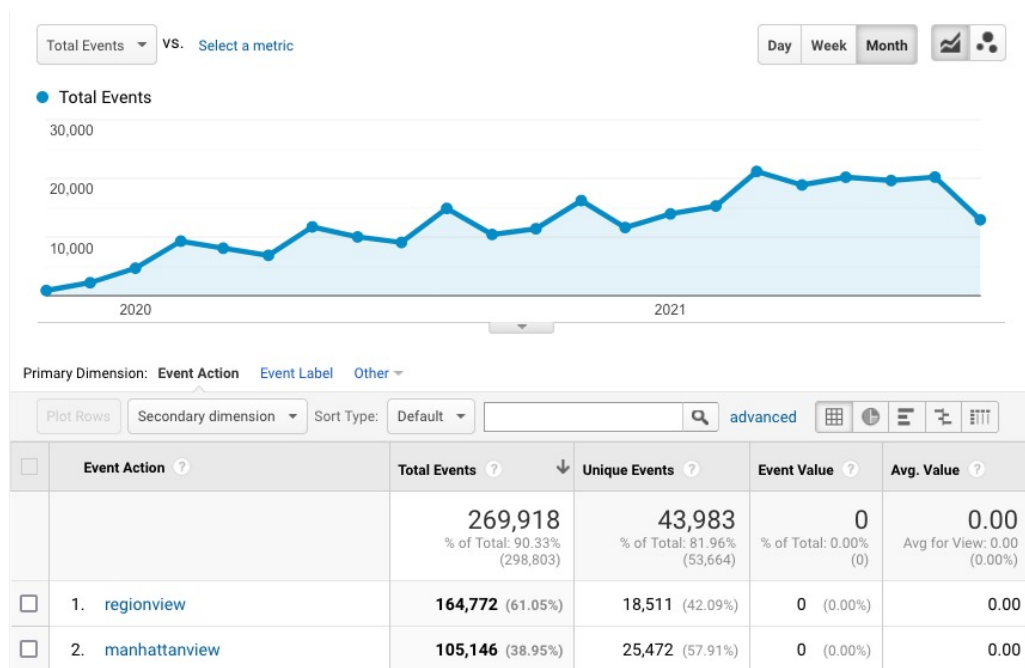 Total Events VS. Select a metric Day Week Month
Total Events
30,000
20,000
10,000
2020 2021
Primary Dimension: Event Action Event Label Other
Plot Rows Secondary dimension Sort Type: Default advanced
Event Action ? Total Events ? Unique Events ? Event Value ? Avg. Value ?
269,918 43,983 0 0.00
% of Total: 90.33% % of Total: 81.96% % of Total: 0.00% Avg for View: 0.00
(298,803) (53,664) (0) (0.00%)
1. regionview 164,772 (61.05%) 18,511 (42.09%) 0 (0.00%) 0.00
2. manhattanview 105,146 (38.95%) 25,472 (57.91%) 0 (0.00%) 0.00